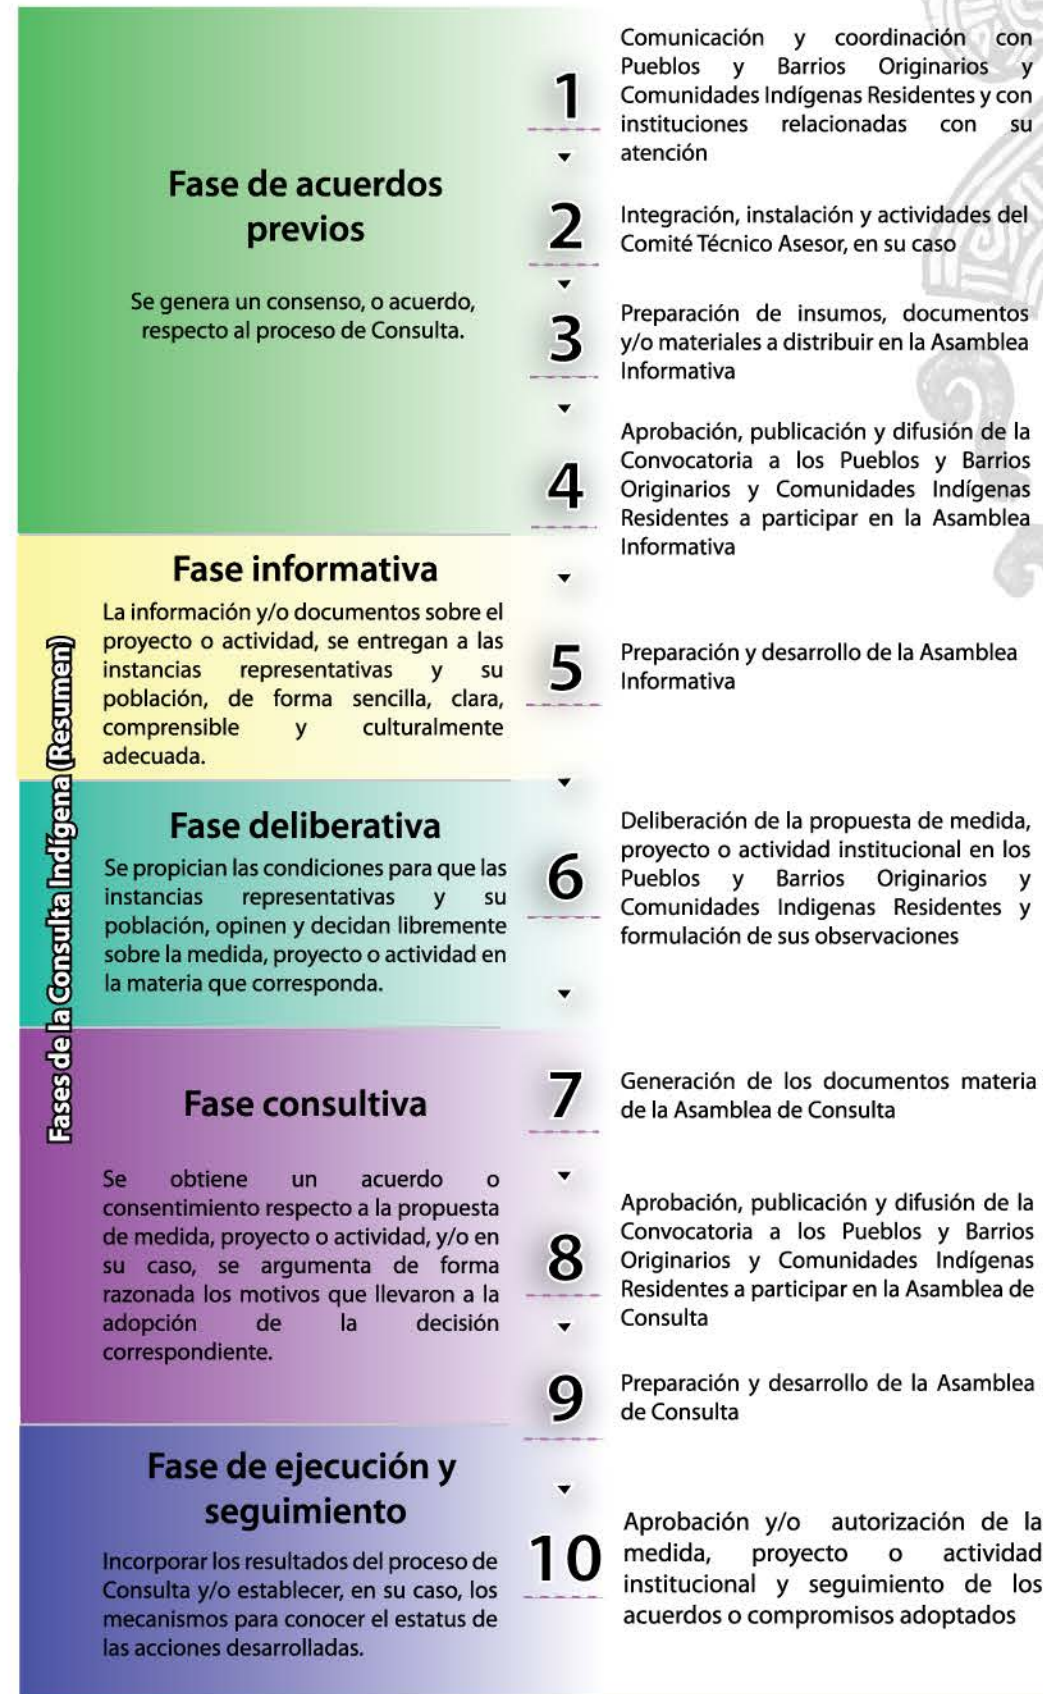 Fases de la Consulta Indígena (Resumen)
Fase de acuerdos
previos
Se genera un consenso, o acuerdo,
respecto al proceso de Consulta.
1
Comunicación y coordinación con
Pueblos y Barrios Originarios y
Comunidades Indígenas Residentes y con
instituciones relacionadas con su
atención
2
Integración, instalación y actividades del
Comité Técnico Asesor, en su caso
3
Preparación de insumos, documentos
y/o materiales a distribuir en la Asamblea
Informativa
4
Aprobación, publicación y difusión de la
Convocatoria a los Pueblos y Barrios
Originarios y Comunidades Indígenas
Residentes a participar en la Asamblea
Informativa
Fase informativa
La información y/o documentos sobre el
proyecto o actividad, se entregan a las
instancias representativas y su
población, de forma sencilla, clara,
comprensible y culturalmente
adecuada.
5
Preparación y desarrollo de la Asamblea
Informativa
Fase deliberativa
Se propician las condiciones para que las
instancias representativas y su
población, opinen y decidan libremente
sobre la medida, proyecto o actividad en
la materia que corresponda.
6
Deliberación de la propuesta de medida,
proyecto o actividad institucional en los
Pueblos y Barrios Originarios y
Comunidades Indigenas Residentes y
formulación de sus observaciones
Fase consultiva
Se obtiene un acuerdo o
consentimiento respecto a la propuesta
de medida, proyecto o actividad, y/o en
su caso, se argumenta de forma
razonada los motivos que llevaron a la
adopción de la decisión
correspondiente.
7
Generación de los documentos materia
de la Asamblea de Consulta
8
Aprobación, publicación y difusión de la
Convocatoria a los Pueblos y Barrios
Originarios y Comunidades Indígenas
Residentes a participar en la Asamblea de
Consulta
9
Preparación y desarrollo de la Asamblea
de Consulta
Fase de ejecución y
seguimiento
Incorporar los resultados del proceso de
Consulta y/o establecer, en su caso, los
mecanismos para conocer el estatus de
las acciones desarrolladas.
10
Aprobación y/o autorización de la
medida, proyecto o actividad
institucional y seguimiento de los
acuerdos o compromisos adoptados